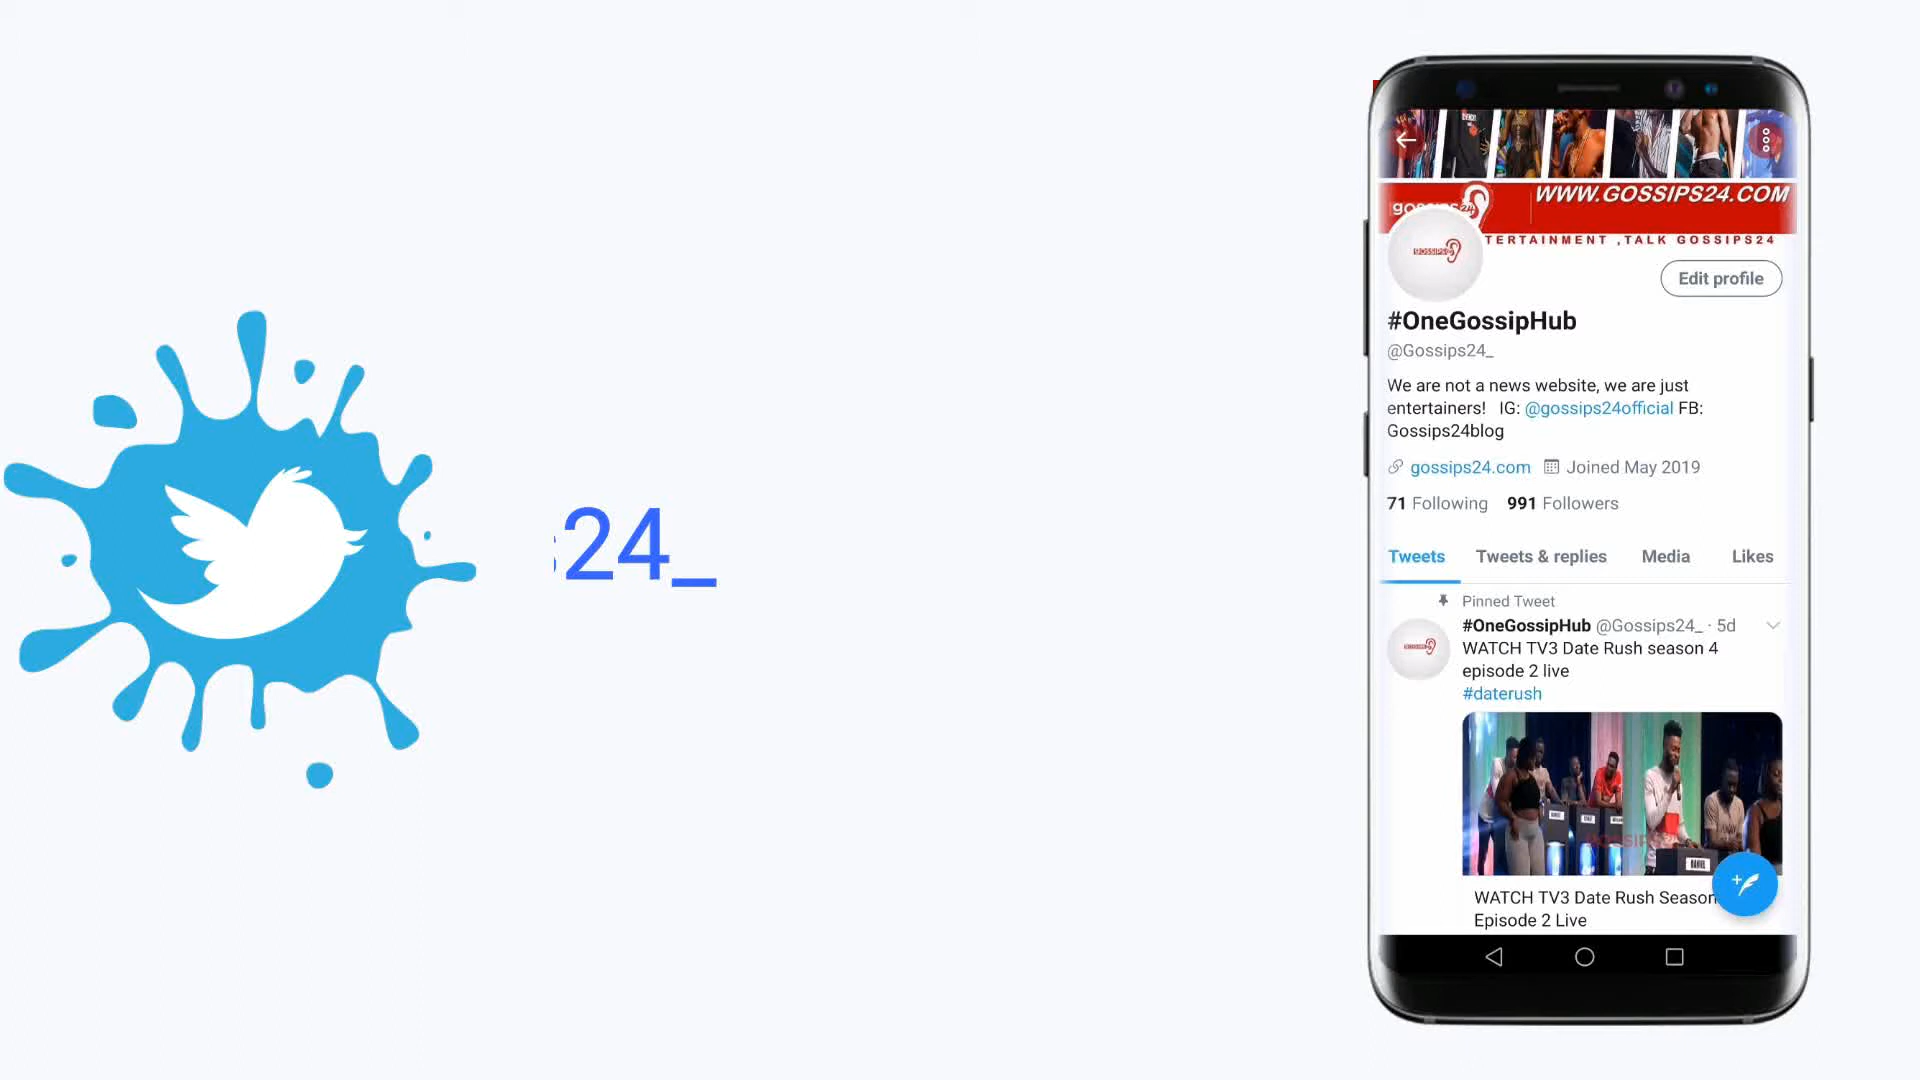 24_
WWW.GOSSIPS24.COM
TERTAINMENT ,TALK GOSSIPS24
GOSSIPS24
Edit profile
#OneGossipHub
@Gossips24_
We are not a news website, we are just
entertainers! IG: @gossips24official FB:
Gossips24blog
gossips24.com Joined May 2019
71 Following 991 Followers
Tweets Tweets & replies Media Likes
Pinned Tweet
#OneGossipHub @Gossips24_ · 5d
WATCH TV3 Date Rush season 4
episode 2 live
#daterush
WATCH TV3 Date Rush Season
Episode 2 Live